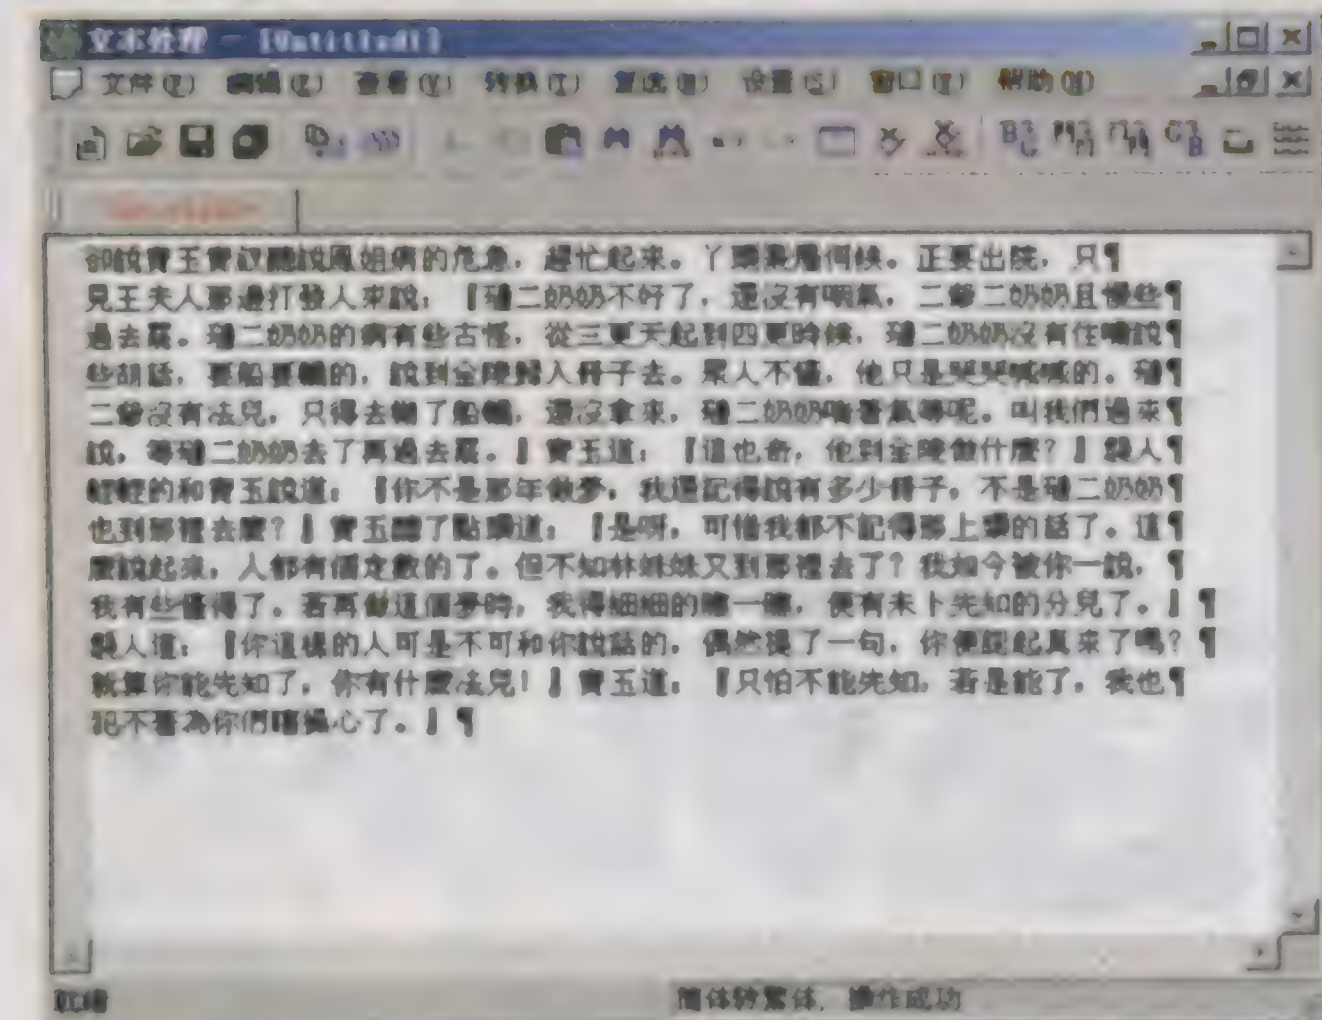 文本处理 - [Untitled1]
文件(F) 编辑(E) 查看(V) 转换(T) 设置(S) 窗口(W) 帮助(H)
卻說寶玉寶釵聽說鳳姐病的危急，趕忙起來。丫頭秉燭伺候。正要出院，只¶
見王夫人那邊打發人來說：『璉二奶奶不好了，還沒有咽氣，二爺二奶奶且慢些¶
過去罷。璉二奶奶的病有些古怪，從三更天起到四更時候，璉二奶奶沒有住嘴說¶
些胡話，要船要轎的，說到金陵歸入冊子去。眾人不懂，他只是哭哭喊喊的。璉¶
二爺沒有法兒，只得去糊了船轎，還沒拿來，璉二奶奶喘著氣等呢。叫我們過來¶
說，等璉二奶奶去了再過去罷。』寶玉道：『這也奇，他到金陵做什麼？』襲人¶
輕輕的和寶玉說道：『你不是那年做夢，我還記得說有多少冊子，不是璉二奶奶¶
也到那裡去麼？』寶玉聽了點頭道：『是呀，可惜我都不記得那上頭的話了。這¶
麼說起來，人都有個定數的了。但不知林妹妹又到那裡去了？我如今被你一說，¶
我有些懂得了。若再做這個夢時，我得細細的瞧一瞧，便有未卜先知的分兒了。』¶
襲人道：『你這樣的人可是不可和你說話的，偶然提了一句，你便認起真來了嗎？¶
就算你能先知了，你有什麼法兒！』寶玉道：『只怕不能先知，若是能了，我也¶
犯不著為你們瞎操心了。』¶
就绪 简体转繁体，操作成功